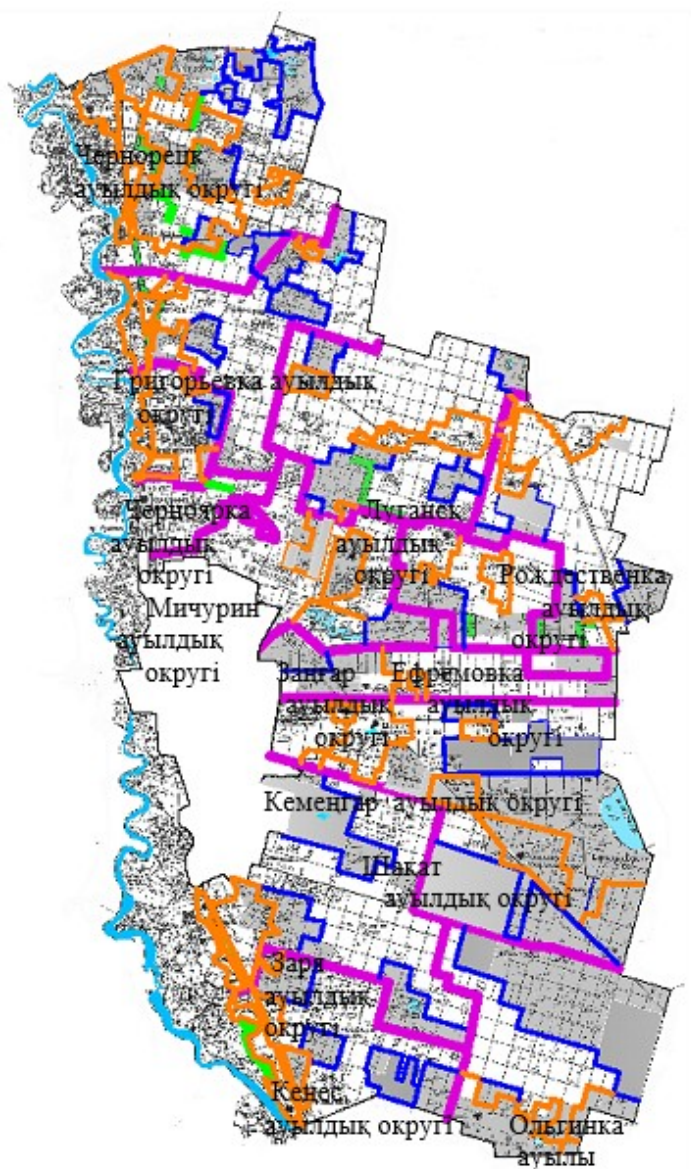 Чернорецк
ауылдық округі
Григорьевка ауылдық
округі
Черноярка
ауылдық
округі
Луганск
ауылдық
округі
Рождественка
ауылдық
округі
Мичурин
ауылдық
округі
Заңғар
ауылдық
округі
Ефремовка
ауылдық
округі
Кемеңгер ауылдық округі
Шақат
ауылдық округі
Заря
ауылдық
округі
Кеңес
ауылдық округі
Ольгинка
ауылы